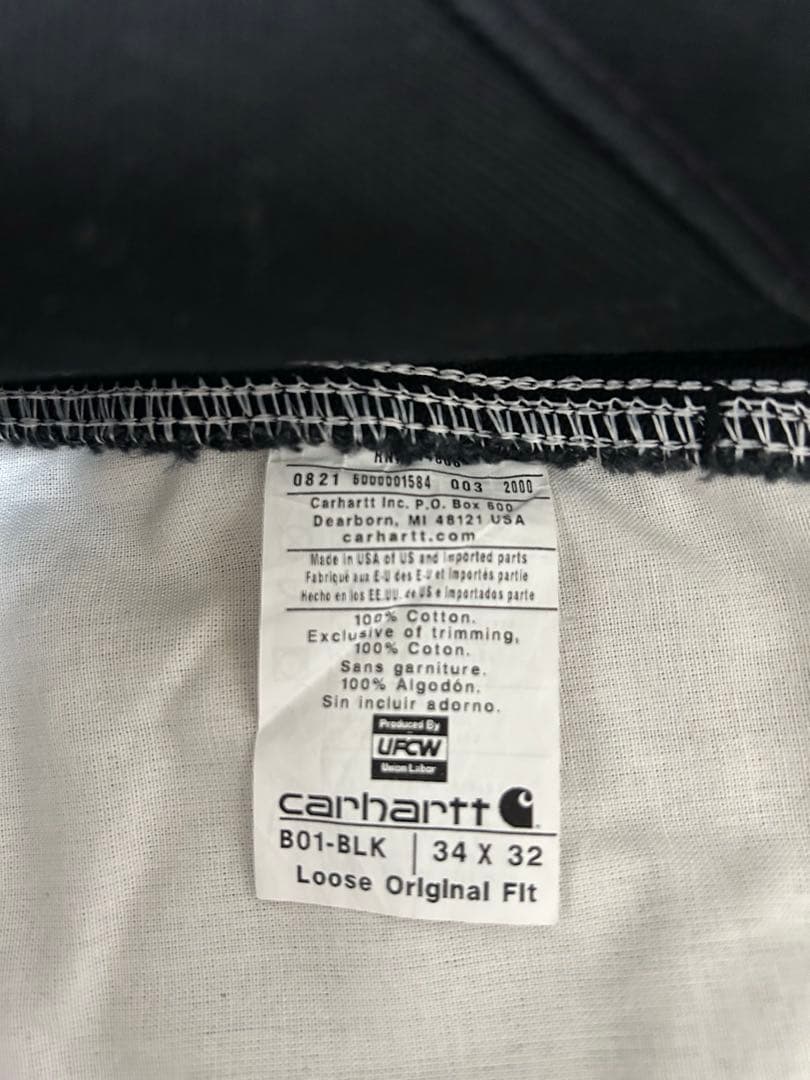 0821 5000001584 003 2000
Carhartt Inc. P.O. Box 600
Dearborn, MI 48121 USA
carhartt.com
Made in USA of US and imported parts
Fabriqué aux E-U des E-U et importés partie
Hecho en los EE.UU. de US e importados parte
100% Cotton.
Exclusive of trimming,
100% Coton.
Sans garniture.
100% Algodón.
Sin incluir adorno.
Produced By
UFCW
Union Labor
carhartt
B01-BLK | 34 X 32
Loose Original Fit